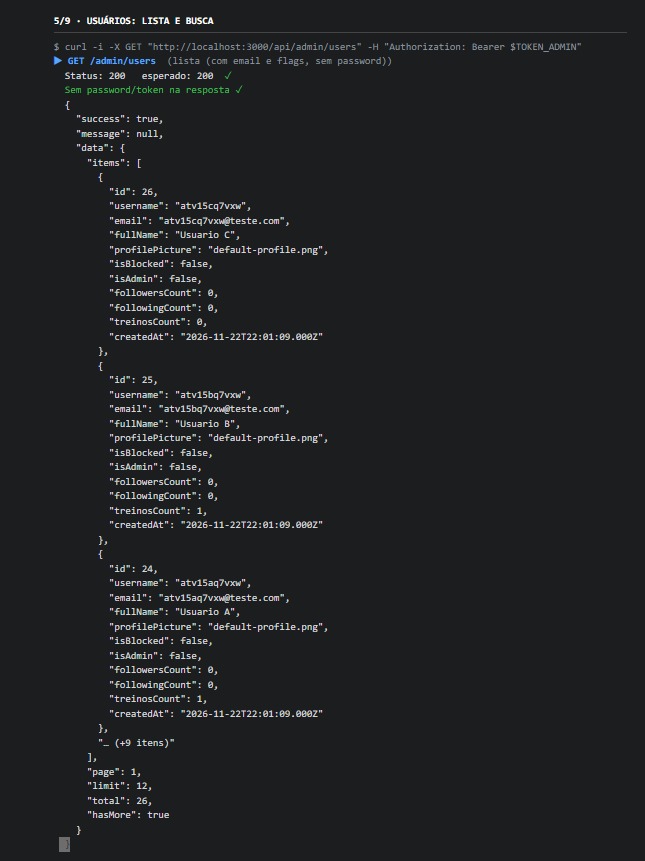 5/9 · USUÁRIOS: LISTA E BUSCA
$ curl -i -X GET "http://localhost:3000/api/admin/users" -H "Authorization: Bearer $TOKEN_ADMIN"
▶ GET /admin/users (lista (com email e flags, sem password))
Status: 200 esperado: 200 ✓
Sem password/token na resposta ✓
{
"success": true,
"message": null,
"data": {
"items": [
{
"id": 26,
"username": "atv15cq7vxw",
"email": "atv15cq7vxw@teste.com",
"fullName": "Usuario C",
"profilePicture": "default-profile.png",
"isBlocked": false,
"isAdmin": false,
"followersCount": 0,
"followingCount": 0,
"treinosCount": 0,
"createdAt": "2026-11-22T22:01:09.000Z"
},
{
"id": 25,
"username": "atv15bq7vxw",
"email": "atv15bq7vxw@teste.com",
"fullName": "Usuario B",
"profilePicture": "default-profile.png",
"isBlocked": false,
"isAdmin": false,
"followersCount": 0,
"followingCount": 0,
"treinosCount": 1,
"createdAt": "2026-11-22T22:01:09.000Z"
},
{
"id": 24,
"username": "atv15aq7vxw",
"email": "atv15aq7vxw@teste.com",
"fullName": "Usuario A",
"profilePicture": "default-profile.png",
"isBlocked": false,
"isAdmin": false,
"followersCount": 0,
"followingCount": 0,
"treinosCount": 1,
"createdAt": "2026-11-22T22:01:09.000Z"
},
"… (+9 itens)"
],
"page": 1,
"limit": 12,
"total": 26,
"hasMore": true
}
}